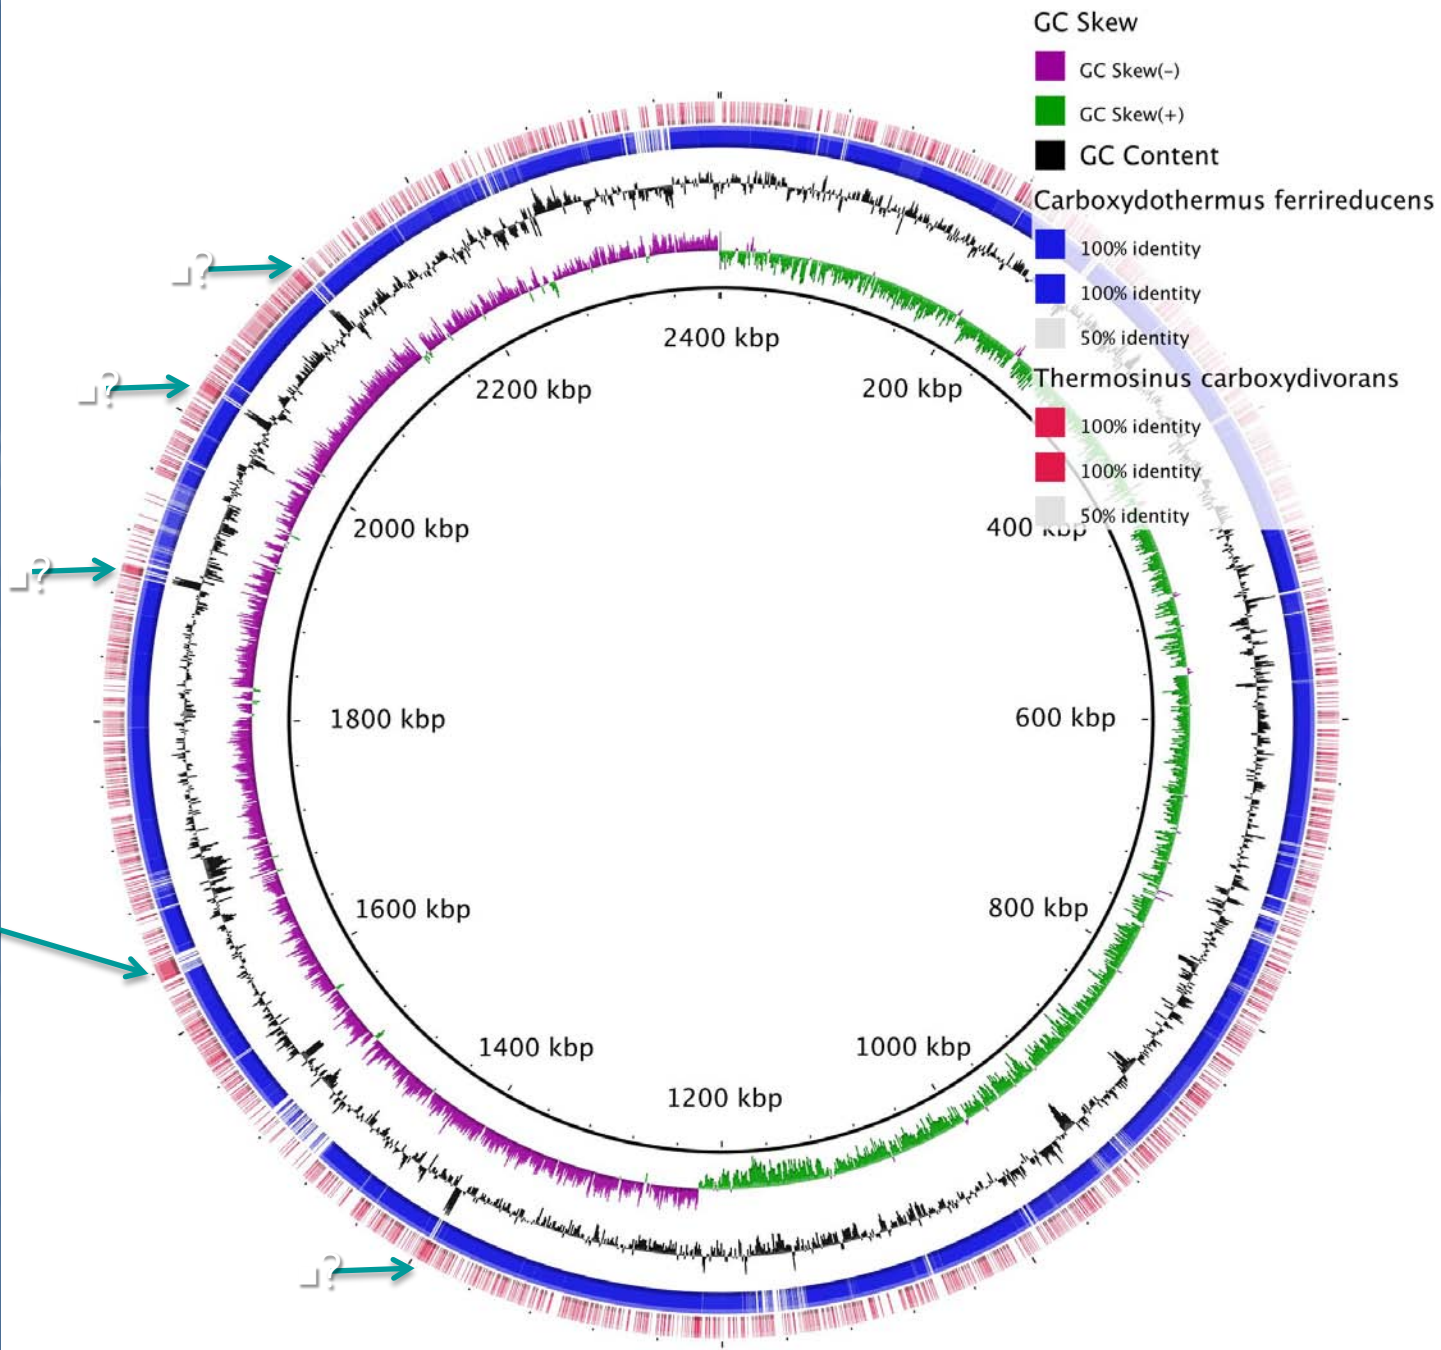 GC Skew
GC Skew(-)
GC Skew(+)
GC Content
Carboxydothermus ferrireducens
100% identity
100% identity
50% identity
Thermosinus carboxydivorans
100% identity
100% identity
50% identity
2400 kbp
200 kbp
400 kbp
600 kbp
800 kbp
1000 kbp
1200 kbp
1400 kbp
1600 kbp
1800 kbp
2000 kbp
2200 kbp
?
?
?
?